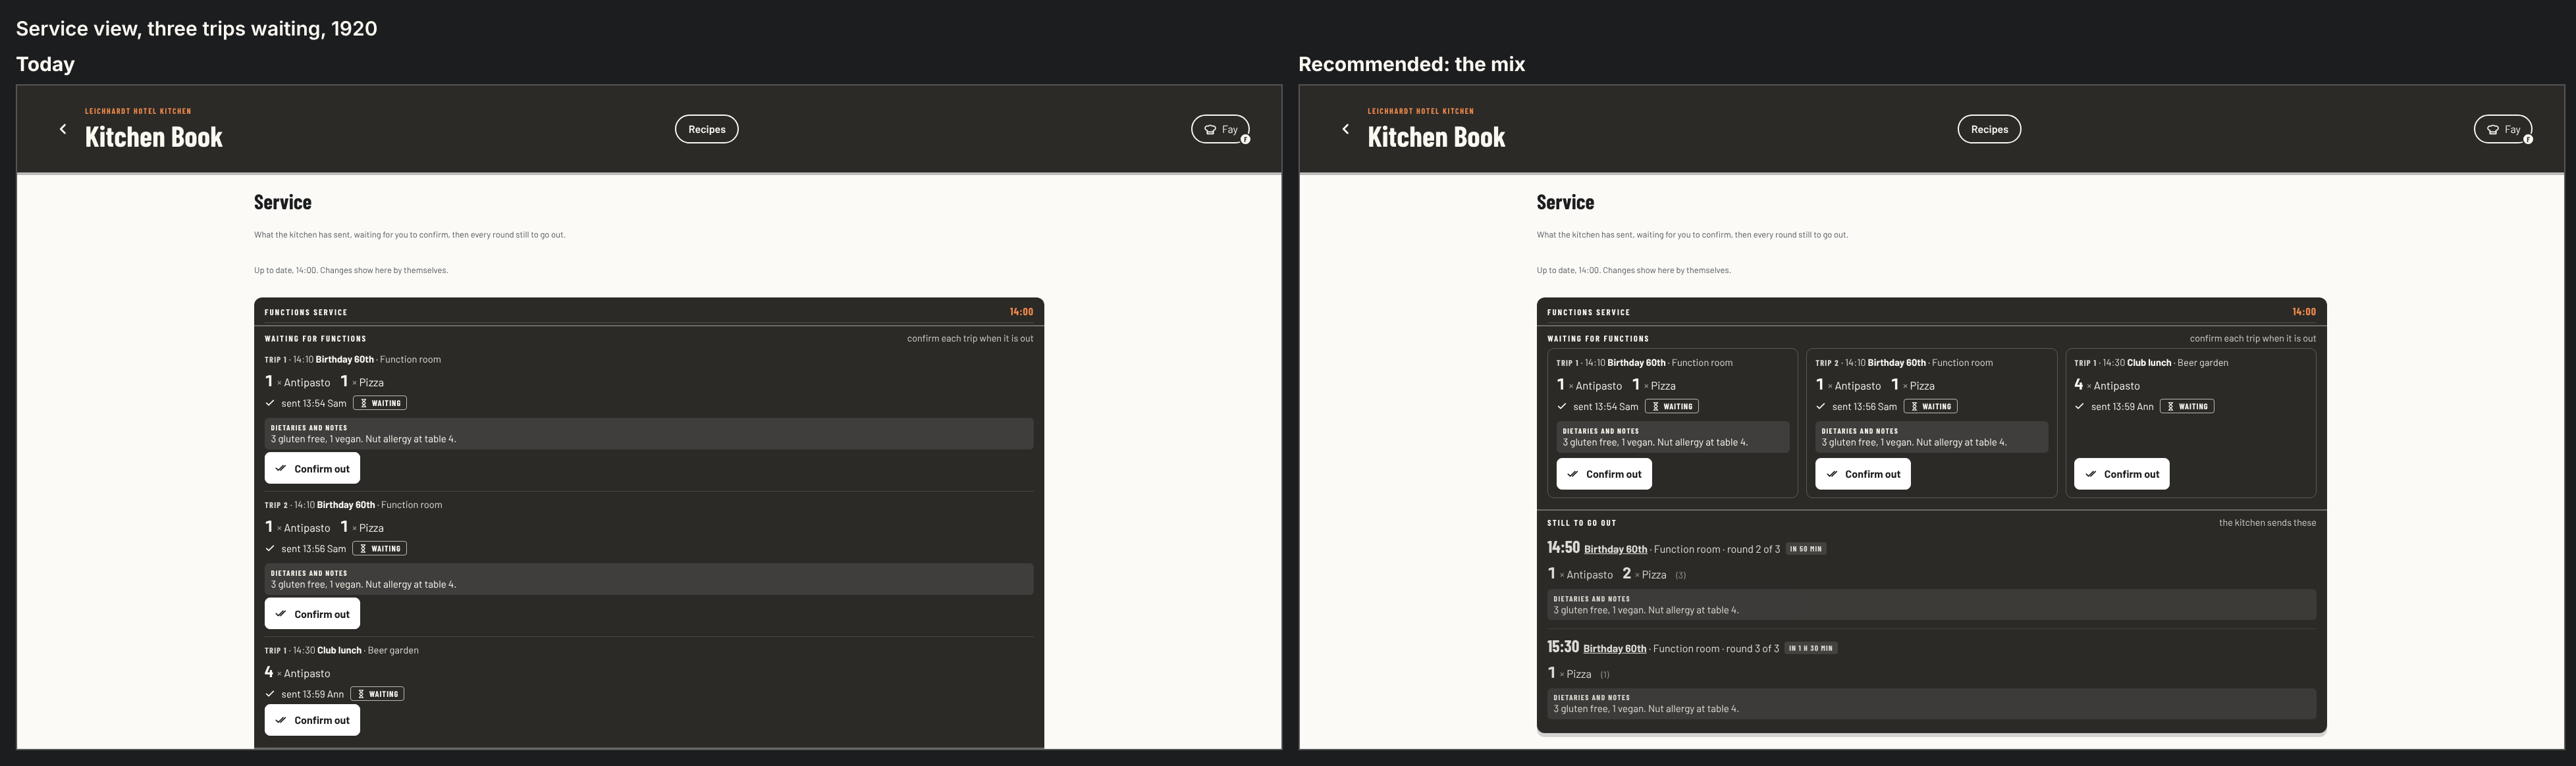 Service view, three trips waiting, 1920
Today
LEICHHARDT HOTEL KITCHEN
Kitchen Book
Recipes
Fay
F
Service
What the kitchen has sent, waiting for you to confirm, then every round still to go out.
Up to date, 14:00. Changes show here by themselves.
FUNCTIONS SERVICE 14:00
WAITING FOR FUNCTIONS confirm each trip when it is out
TRIP 1 · 14:10 Birthday 60th · Function room
1 × Antipasto 1 × Pizza
sent 13:54 Sam WAITING
DIETARIES AND NOTES
3 gluten free, 1 vegan. Nut allergy at table 4.
Confirm out
TRIP 2 · 14:10 Birthday 60th · Function room
1 × Antipasto 1 × Pizza
sent 13:56 Sam WAITING
DIETARIES AND NOTES
3 gluten free, 1 vegan. Nut allergy at table 4.
Confirm out
TRIP 1 · 14:30 Club lunch · Beer garden
4 × Antipasto
sent 13:59 Ann WAITING
Confirm out
Recommended: the mix
LEICHHARDT HOTEL KITCHEN
Kitchen Book
Recipes
Fay
F
Service
What the kitchen has sent, waiting for you to confirm, then every round still to go out.
Up to date, 14:00. Changes show here by themselves.
FUNCTIONS SERVICE 14:00
WAITING FOR FUNCTIONS confirm each trip when it is out
TRIP 1 · 14:10 Birthday 60th · Function room
1 × Antipasto 1 × Pizza
sent 13:54 Sam WAITING
DIETARIES AND NOTES
3 gluten free, 1 vegan. Nut allergy at table 4.
Confirm out
TRIP 2 · 14:10 Birthday 60th · Function room
1 × Antipasto 1 × Pizza
sent 13:56 Sam WAITING
DIETARIES AND NOTES
3 gluten free, 1 vegan. Nut allergy at table 4.
Confirm out
TRIP 1 · 14:30 Club lunch · Beer garden
4 × Antipasto
sent 13:59 Ann WAITING
Confirm out
STILL TO GO OUT the kitchen sends these
14:50 Birthday 60th · Function room · round 2 of 3 IN 50 MIN
1 × Antipasto 2 × Pizza (3)
DIETARIES AND NOTES
3 gluten free, 1 vegan. Nut allergy at table 4.
15:30 Birthday 60th · Function room · round 3 of 3 IN 1 H 30 MIN
1 × Pizza (1)
DIETARIES AND NOTES
3 gluten free, 1 vegan. Nut allergy at table 4.